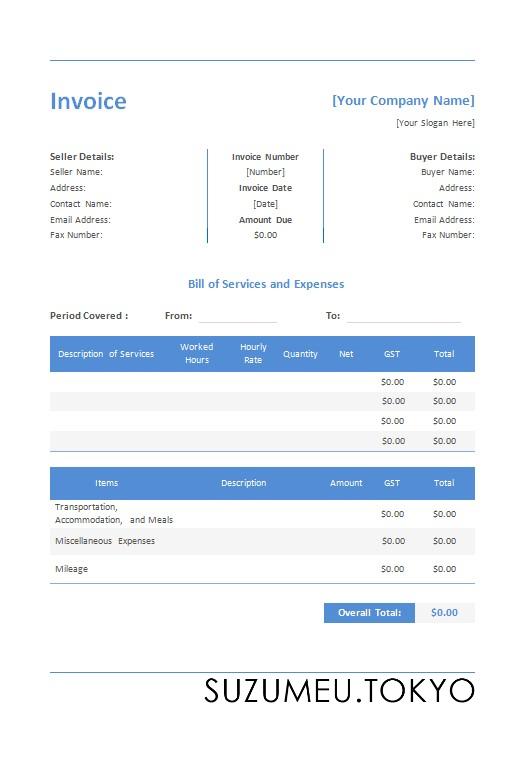 Invoice
[Your Company Name]
[Your Slogan Here]
Seller Details:
Seller Name:
Address:
Contact Name:
Email Address:
Fax Number:
Invoice Number
[Number]
Invoice Date
[Date]
Amount Due
$0.00
Buyer Details:
Buyer Name:
Address:
Contact Name:
Email Address:
Fax Number:
Bill of Services and Expenses
Period Covered : From: To:
Description of Services Worked Hours Hourly Rate Quantity Net GST Total
$0.00 $0.00
$0.00 $0.00
$0.00 $0.00
$0.00 $0.00
Items Description Amount GST Total
Transportation,
Accommodation, and Meals $0.00 $0.00
Miscellaneous Expenses $0.00 $0.00
Mileage $0.00 $0.00
Overall Total: $0.00
SUZUMEU.TOKYO